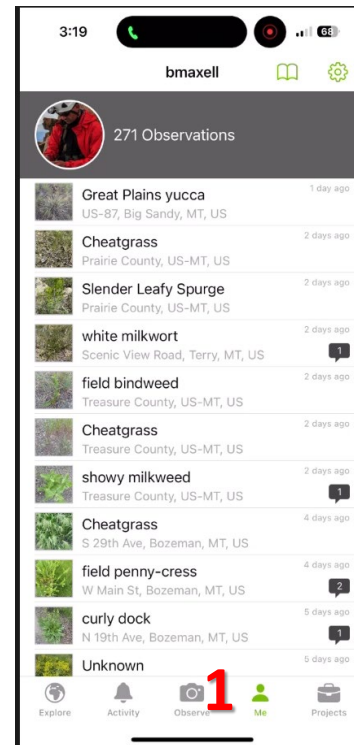 3:19
68
bmaxell
271 Observations
Great Plains yucca
1 day ago
US-87, Big Sandy, MT, US
Cheatgrass
2 days ago
Prairie County, US-MT, US
Slender Leafy Spurge
2 days ago
Prairie County, US-MT, US
white milkwort
2 days ago
Scenic View Road, Terry, MT, US
1
field bindweed
2 days ago
Treasure County, US-MT, US
Cheatgrass
2 days ago
Treasure County, US-MT, US
showy milkweed
2 days ago
Treasure County, US-MT, US
1
Cheatgrass
4 days ago
S 29th Ave, Bozeman, MT, US
field penny-cress
4 days ago
W Main St, Bozeman, MT, US
2
curly dock
5 days ago
N 19th Ave, Bozeman, MT, US
1
Unknown
5 days ago
1
Explore
Activity
Observe
Me
Projects